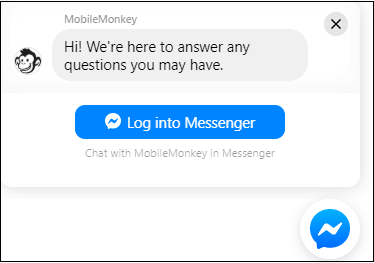 MobileMonkey
Hi! We're here to answer any
questions you may have.
Log into Messenger
Chat with MobileMonkey in Messenger